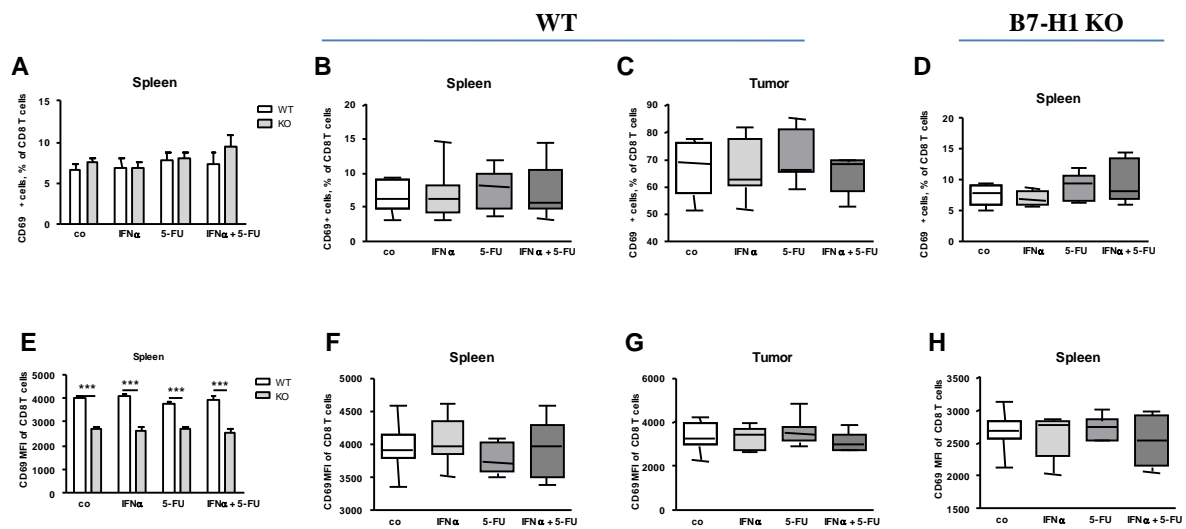 WT
B7-H1 KO
A
Spleen
CD69 + cells, % of CD8 T cells
15
10
5
0
co
IFNα
5-FU
IFNα + 5-FU
WT
KO
B
Spleen
CD69+ cells, % of CD8 T cells
20
15
10
5
0
co
IFNα
5-FU
IFNα + 5-FU
C
Tumor
CD69 + cells, % of CD8 T cells
90
80
70
60
50
40
co
IFNα
5-FU
IFNα + 5-FU
D
Spleen
CD69 + cells, % of CD8 T cells
20
15
10
5
0
co
IFNα
5-FU
IFNα + 5-FU
E
Spleen
CD69 MFI of CD8 T cells
5000
4000
3000
2000
1000
0
***
***
***
***
co
IFNα
5-FU
IFNα + 5-FU
WT
KO
F
Spleen
CD69 MFI of CD8 T cells
5000
4500
4000
3500
3000
co
IFNα
5-FU
IFNα + 5-FU
G
Tumor
CD69 MFI of CD8 T cells
6000
4000
2000
0
co
IFNα
5-FU
IFNα + 5-FU
H
Spleen
CD69 MFI of CD8 T cells
3500
3000
2500
2000
1500
co
IFNα
5-FU
IFNα + 5-FU